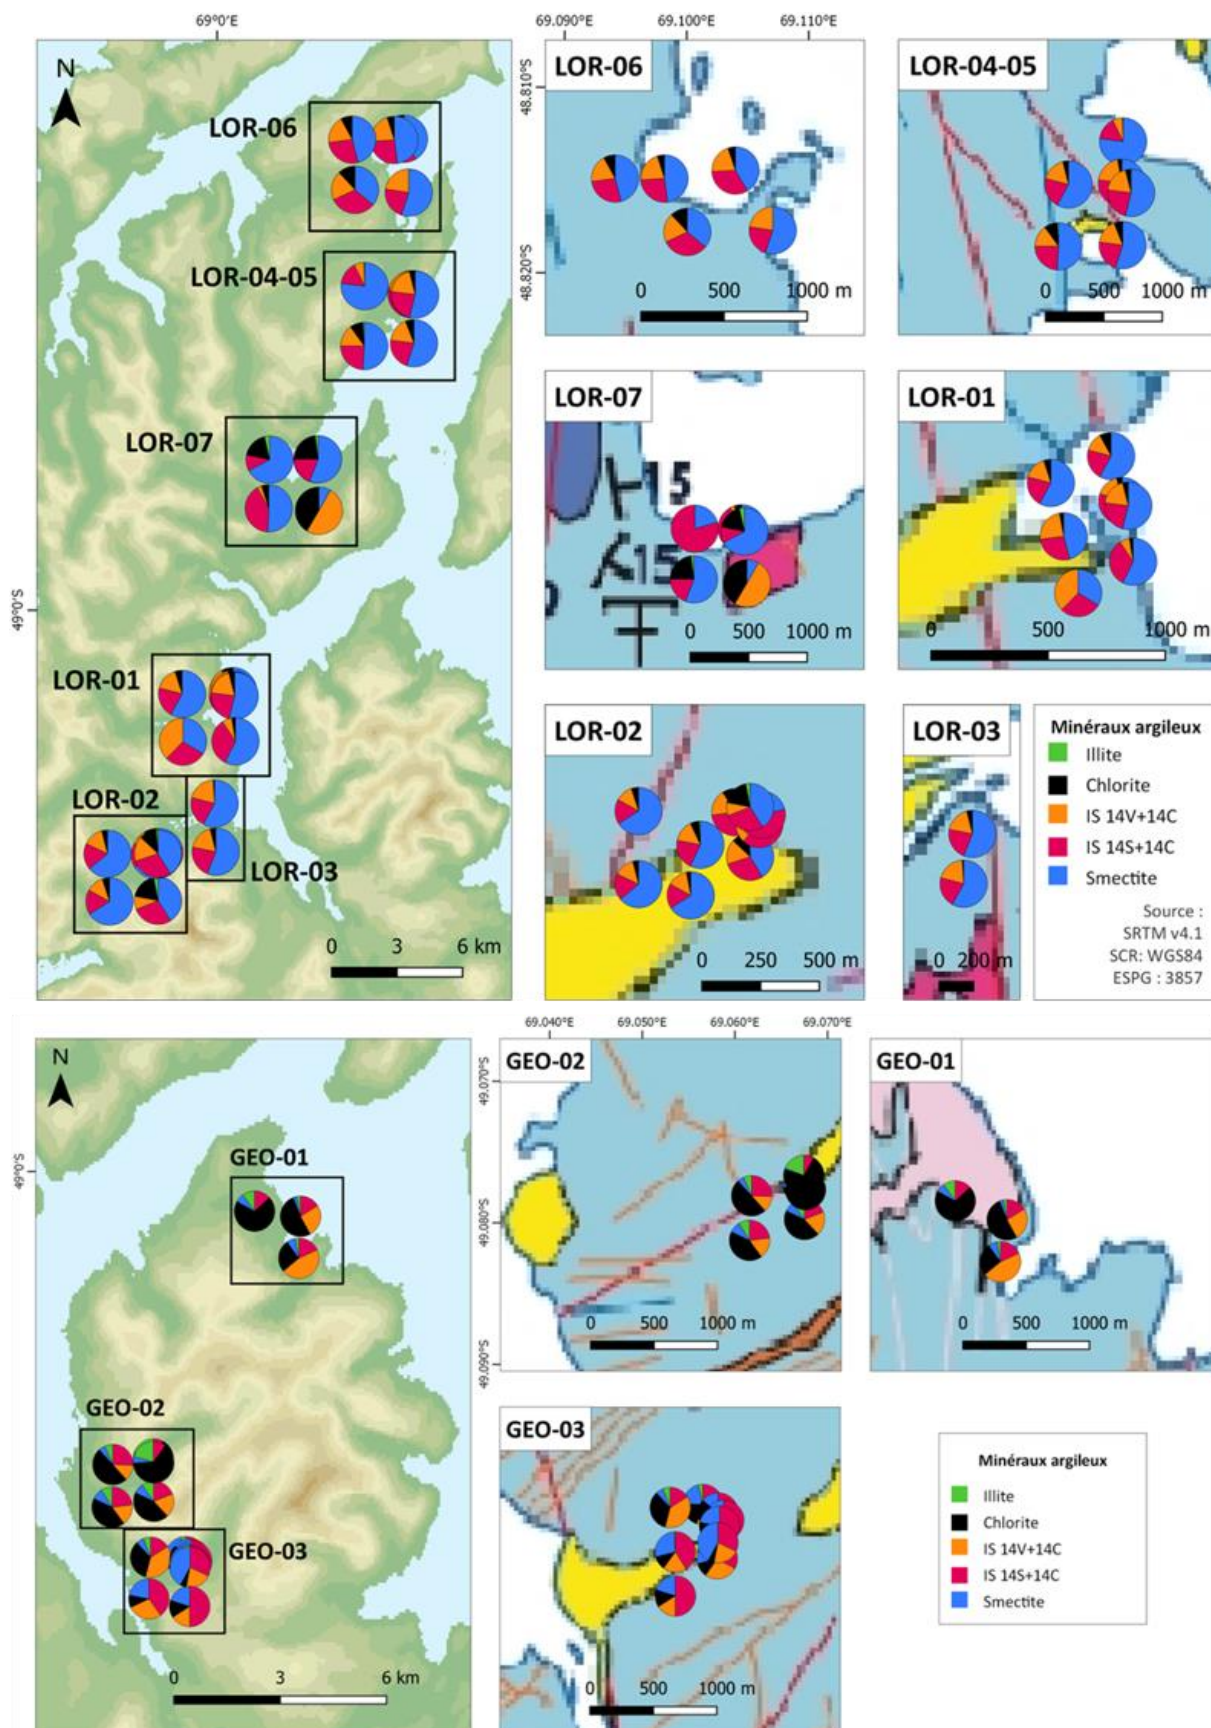 69°0'E
N
LOR-06
LOR-04-05
LOR-07
49°0'S
LOR-01
LOR-02
LOR-03
0 3 6 km
69.090°E 69.100°E 69.110°E
48.810°S
48.820°S
LOR-06
0 500 1000 m
LOR-04-05
0 500 1000 m
LOR-07
15
15
0 500 1000 m
LOR-01
0 500 1000 m
LOR-02
0 250 500 m
LOR-03
0 200 m
Minéraux argileux
Illite
Chlorite
IS 14V+14C
IS 14S+14C
Smectite
Source :
SRTM v4.1
SCR: WGS84
ESPG : 3857
N
49°0'S
GEO-01
GEO-02
GEO-03
0 3 6 km
69.040°E 69.050°E 69.060°E 69.070°E
49.070°S
49.080°S
49.090°S
GEO-02
0 500 1000 m
GEO-01
0 500 1000 m
GEO-03
0 500 1000 m
Minéraux argileux
Illite
Chlorite
IS 14V+14C
IS 14S+14C
Smectite